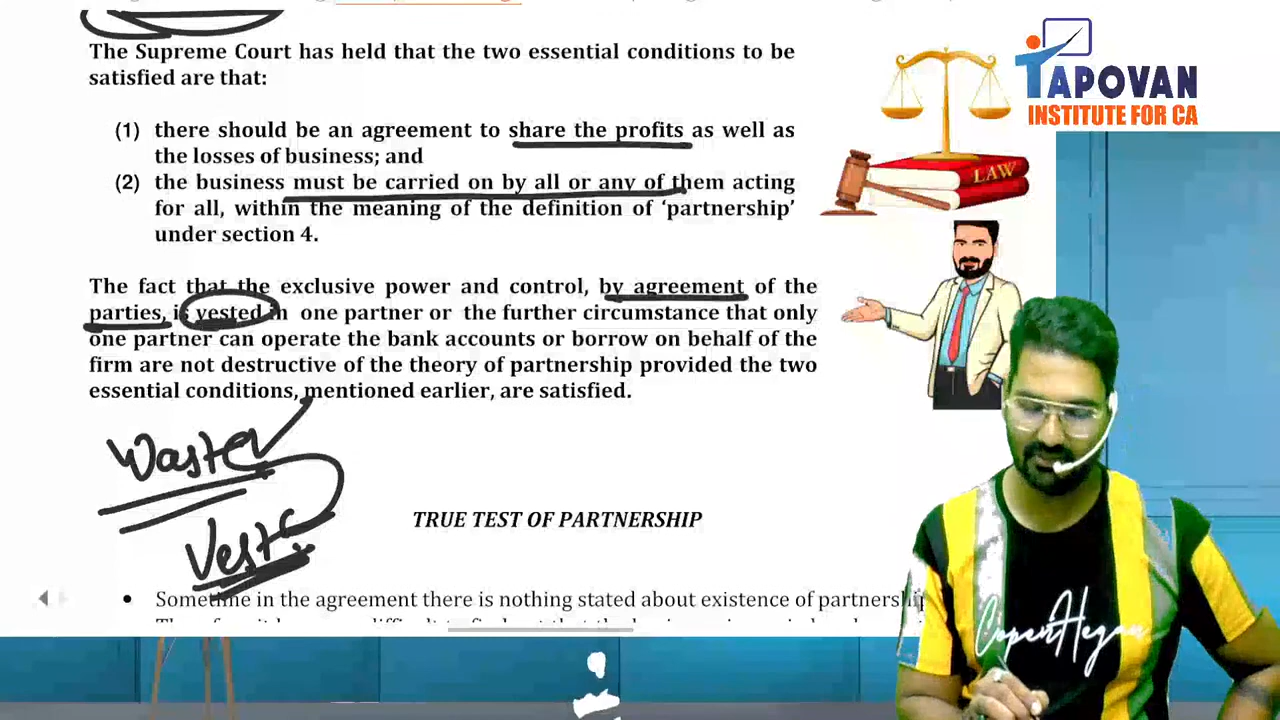 TAPOVAN
INSTITUTE FOR CA
The Supreme Court has held that the two essential conditions to be
satisfied are that:
(1) there should be an agreement to share the profits as well as
the losses of business; and
(2) the business must be carried on by all or any of them acting
for all, within the meaning of the definition of ‘partnership’
under section 4.
LAW
The fact that the exclusive power and control, by agreement of the
parties, is vested in one partner or the further circumstance that only
one partner can operate the bank accounts or borrow on behalf of the
firm are not destructive of the theory of partnership provided the two
essential conditions, mentioned earlier, are satisfied.
TRUE TEST OF PARTNERSHIP
• Sometime in the agreement there is nothing stated about existence of partnership
CopenHegan